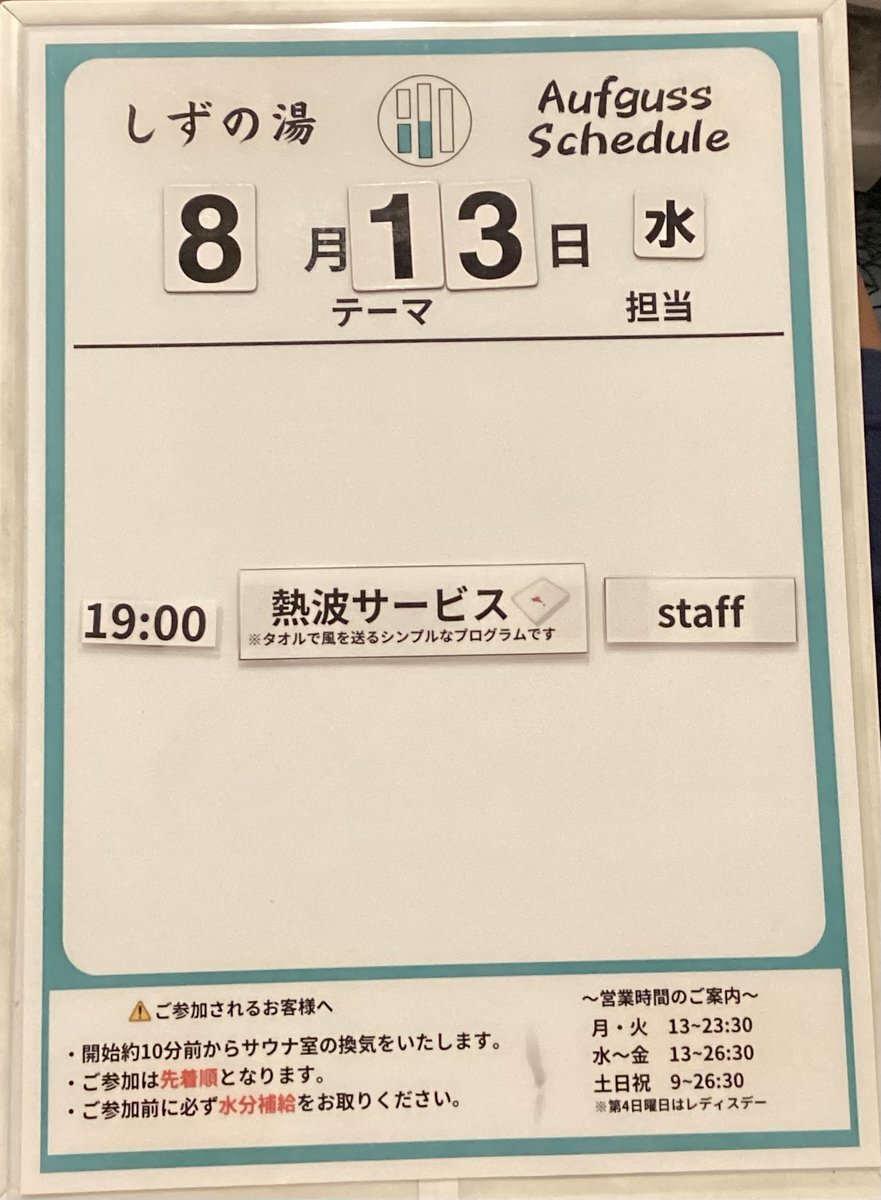 しずの湯
Aufguss
Schedule
8月13日 水
テーマ 担当
19:00 熱波サービス staff
※タオルで風を送るシンプルなプログラムです
⚠ご参加されるお客様へ
・開始約10分前からサウナ室の換気をいたします。
・ご参加は先着順となります。
・ご参加前に必ず水分補給をお取りください。
～営業時間のご案内～
月・火 13~23:30
水～金 13~26:30
土日祝 9~26:30
※第4日曜日はレディスデー